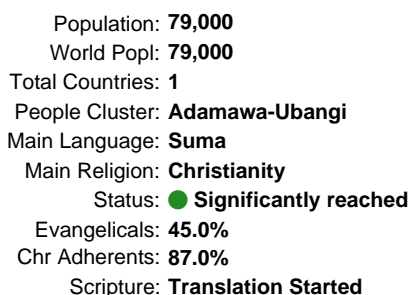 Population: 79,000
World Popl: 79,000
Total Countries: 1
People Cluster: Adamawa-Ubangi
Main Language: Suma
Main Religion: Christianity
Status: Significantly reached
Evangelicals: 45.0%
Chr Adherents: 87.0%
Scripture: Translation Started